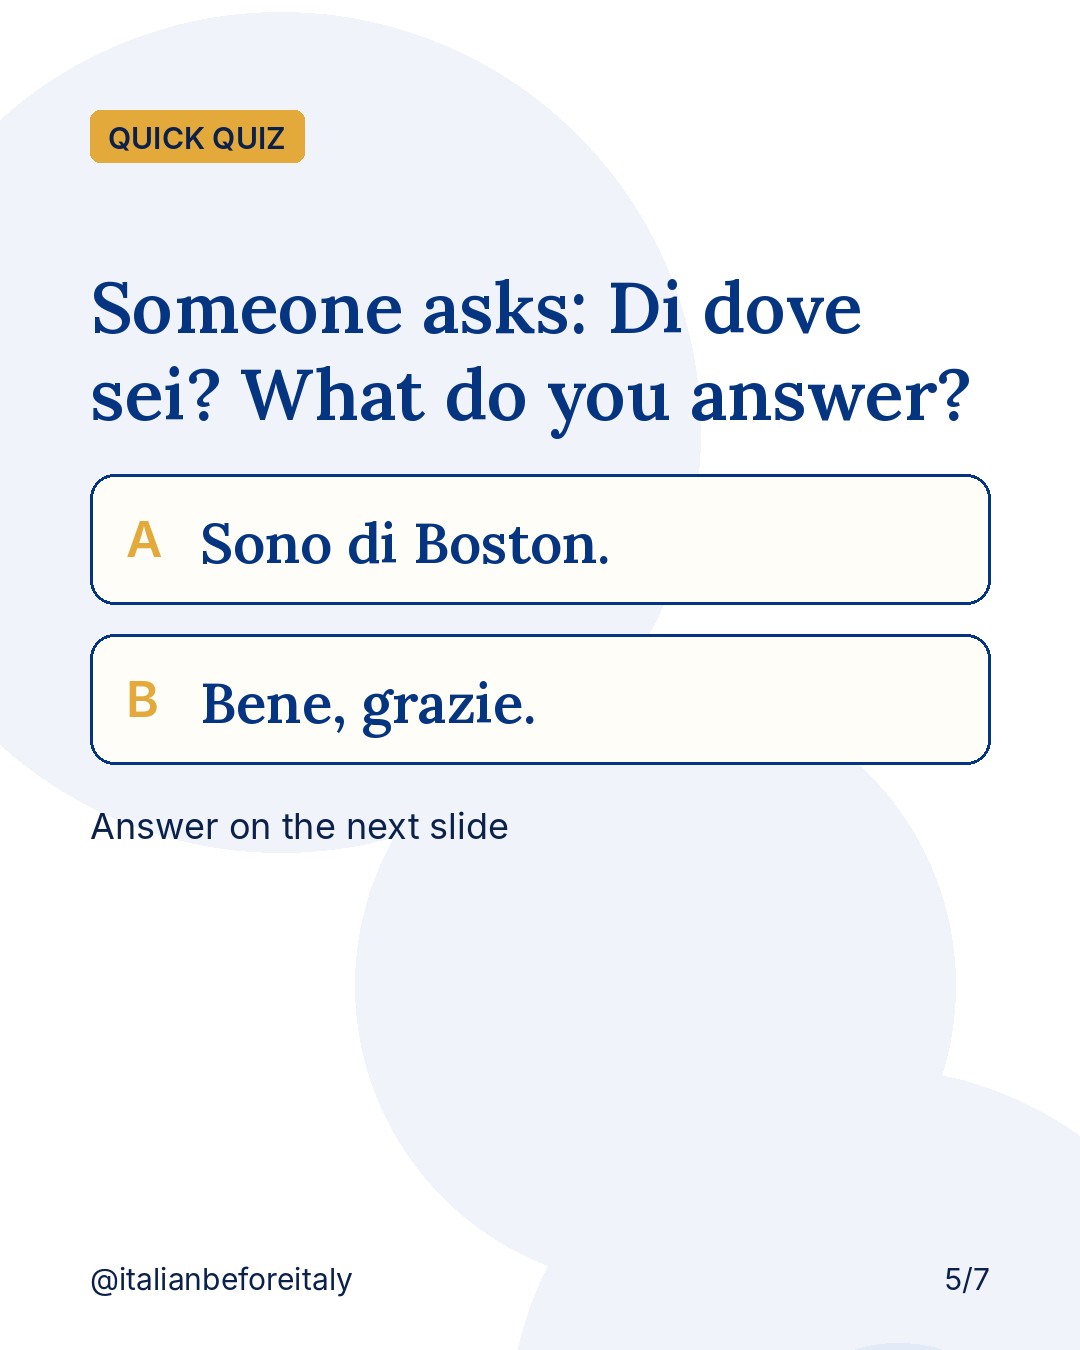 QUICK QUIZ
Someone asks: Di dove
sei? What do you answer?
A Sono di Boston.
B Bene, grazie.
Answer on the next slide
@italianbeforeitaly 5/7